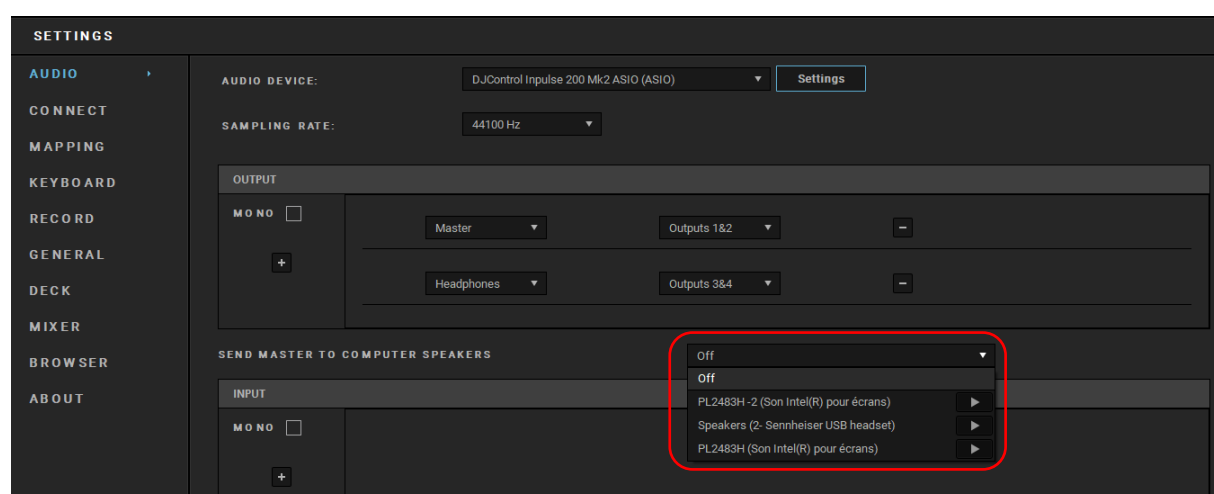 SETTINGS
AUDIO
CONNECT
MAPPING
KEYBOARD
RECORD
GENERAL
DECK
MIXER
BROWSER
ABOUT
AUDIO DEVICE: DJControl Inpulse 200 Mk2 ASIO (ASIO) Settings
SAMPLING RATE: 44100 Hz
OUTPUT
MONO
Master Outputs 1&2 -
+
Headphones Outputs 3&4 -
SEND MASTER TO COMPUTER SPEAKERS Off
Off
PL2483H -2 (Son Intel(R) pour écrans)
Speakers (2- Sennheiser USB headset)
PL2483H (Son Intel(R) pour écrans)
INPUT
MONO
+